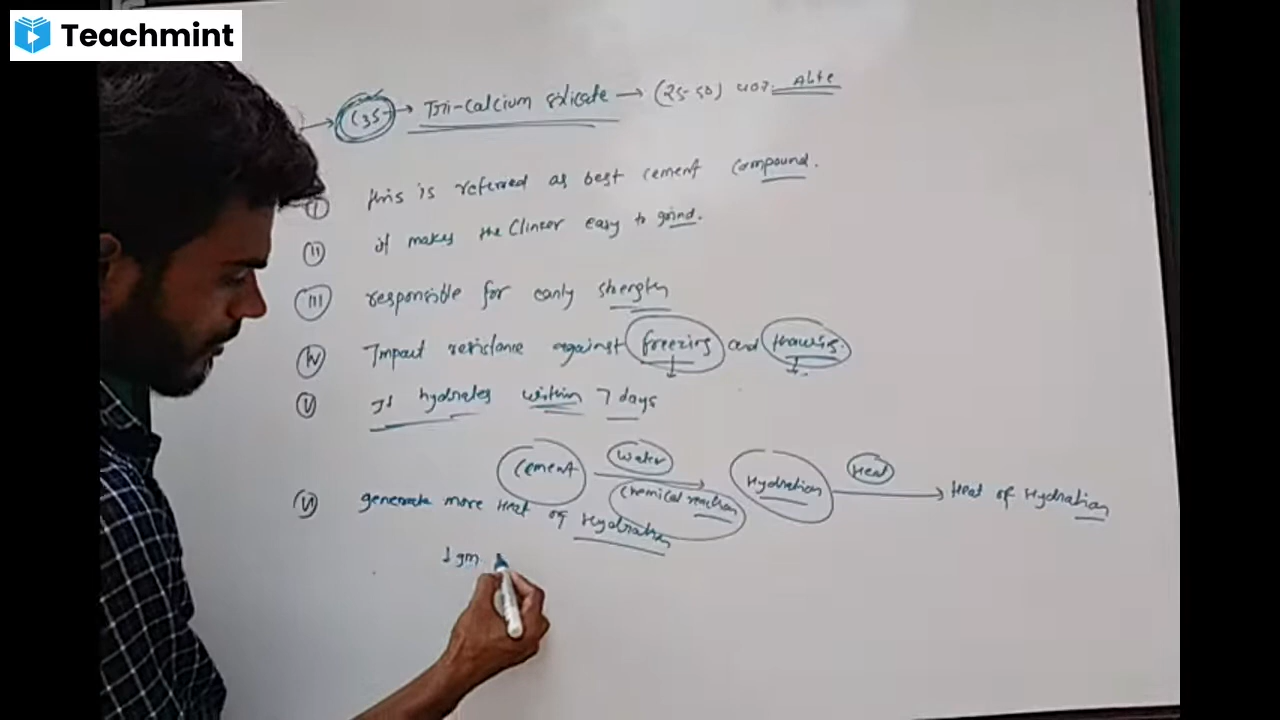 Teachmint
C3S → Tri-Calcium silicate → (25-50) 40%. Alite
I this is referred as best cement compound.
II it makes the Clinker easy to grind.
III responsible for early strength
IV Impact resistance against freezing and thawing.
V It hydrates within 7 days
Cement Water Chemical reaction Hydration Heat Heat of Hydration
VI generate more Heat of Hydration
1 gm